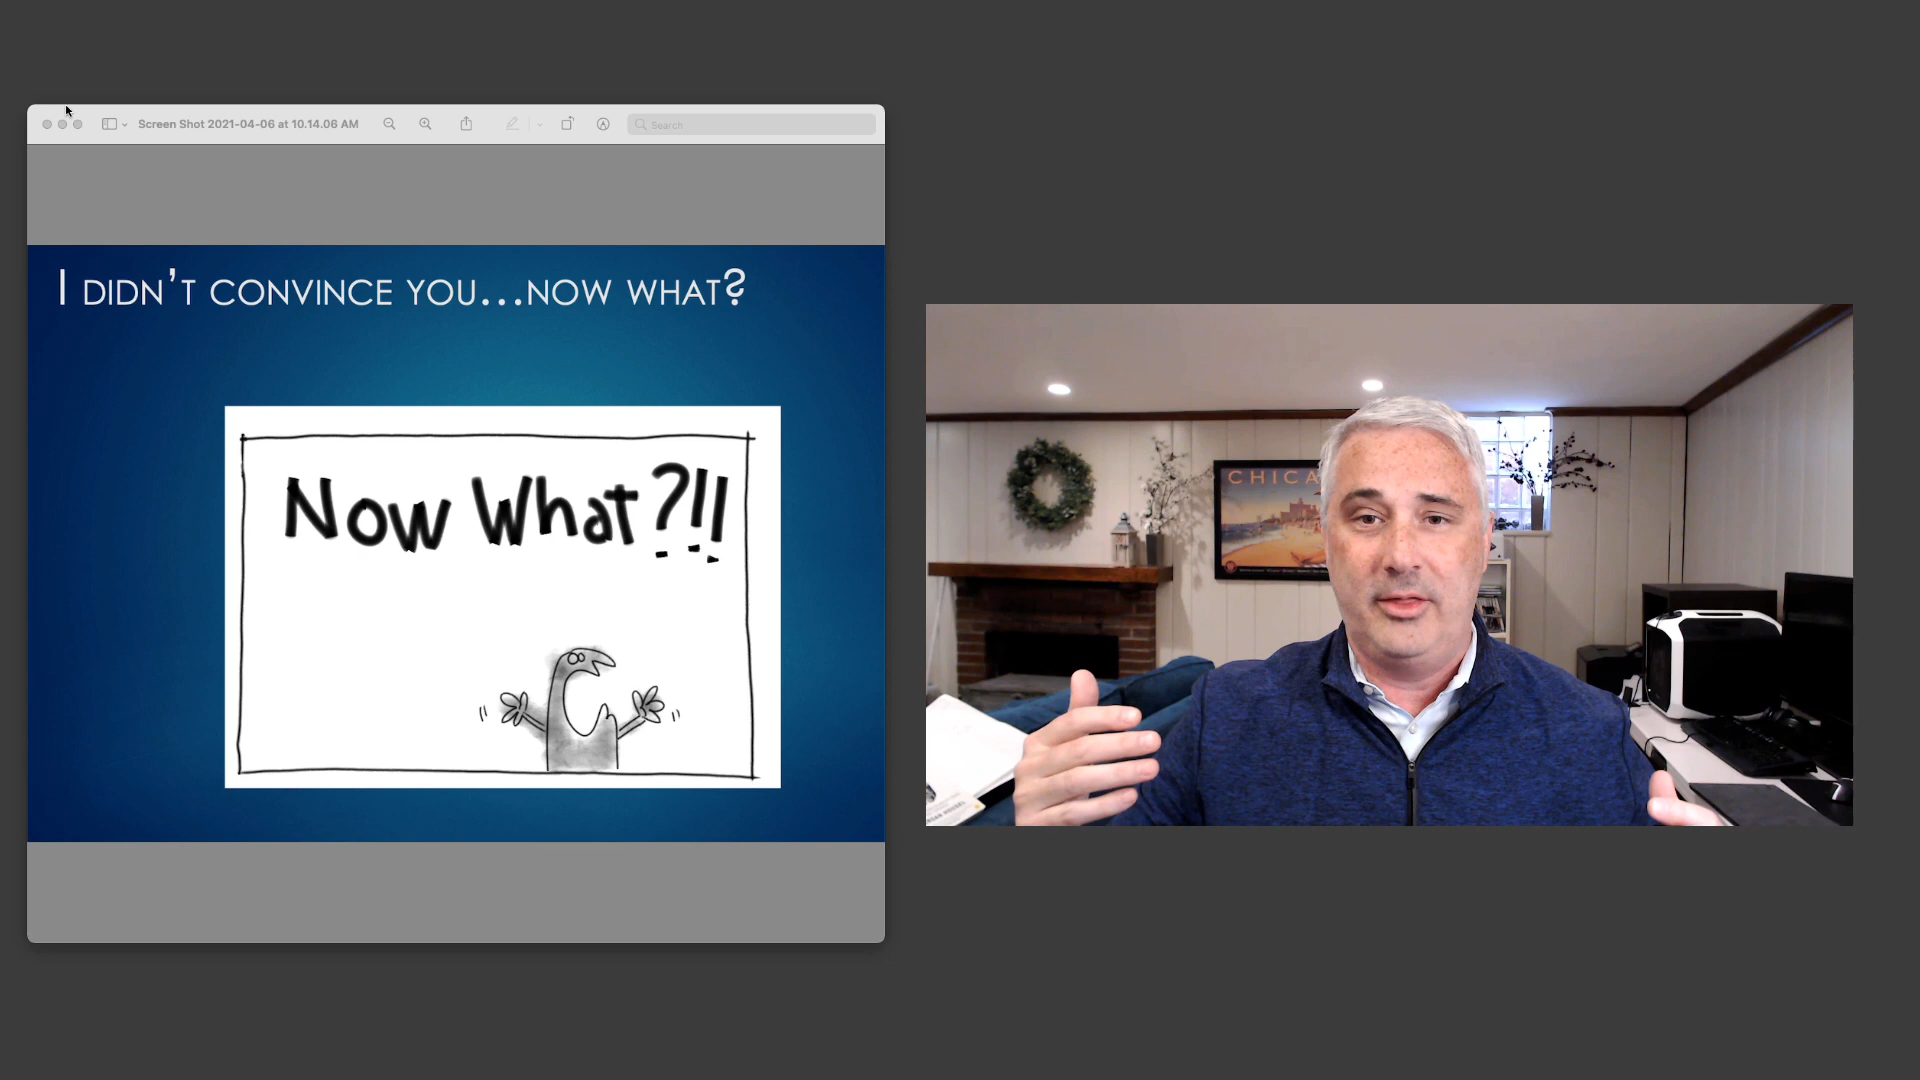 Screen Shot 2021-04-06 at 10.14.06 AM
Search
I DIDN'T CONVINCE YOU...NOW WHAT?
Now What?!!
CHICA